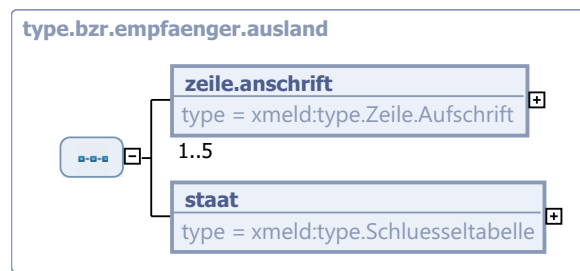 type.bzr.empfaenger.ausland
zeile.anschrift
type = xmeld:type.Zeile.Aufschrift
1..5
staat
type = xmeld:type.Schluesseltabelle